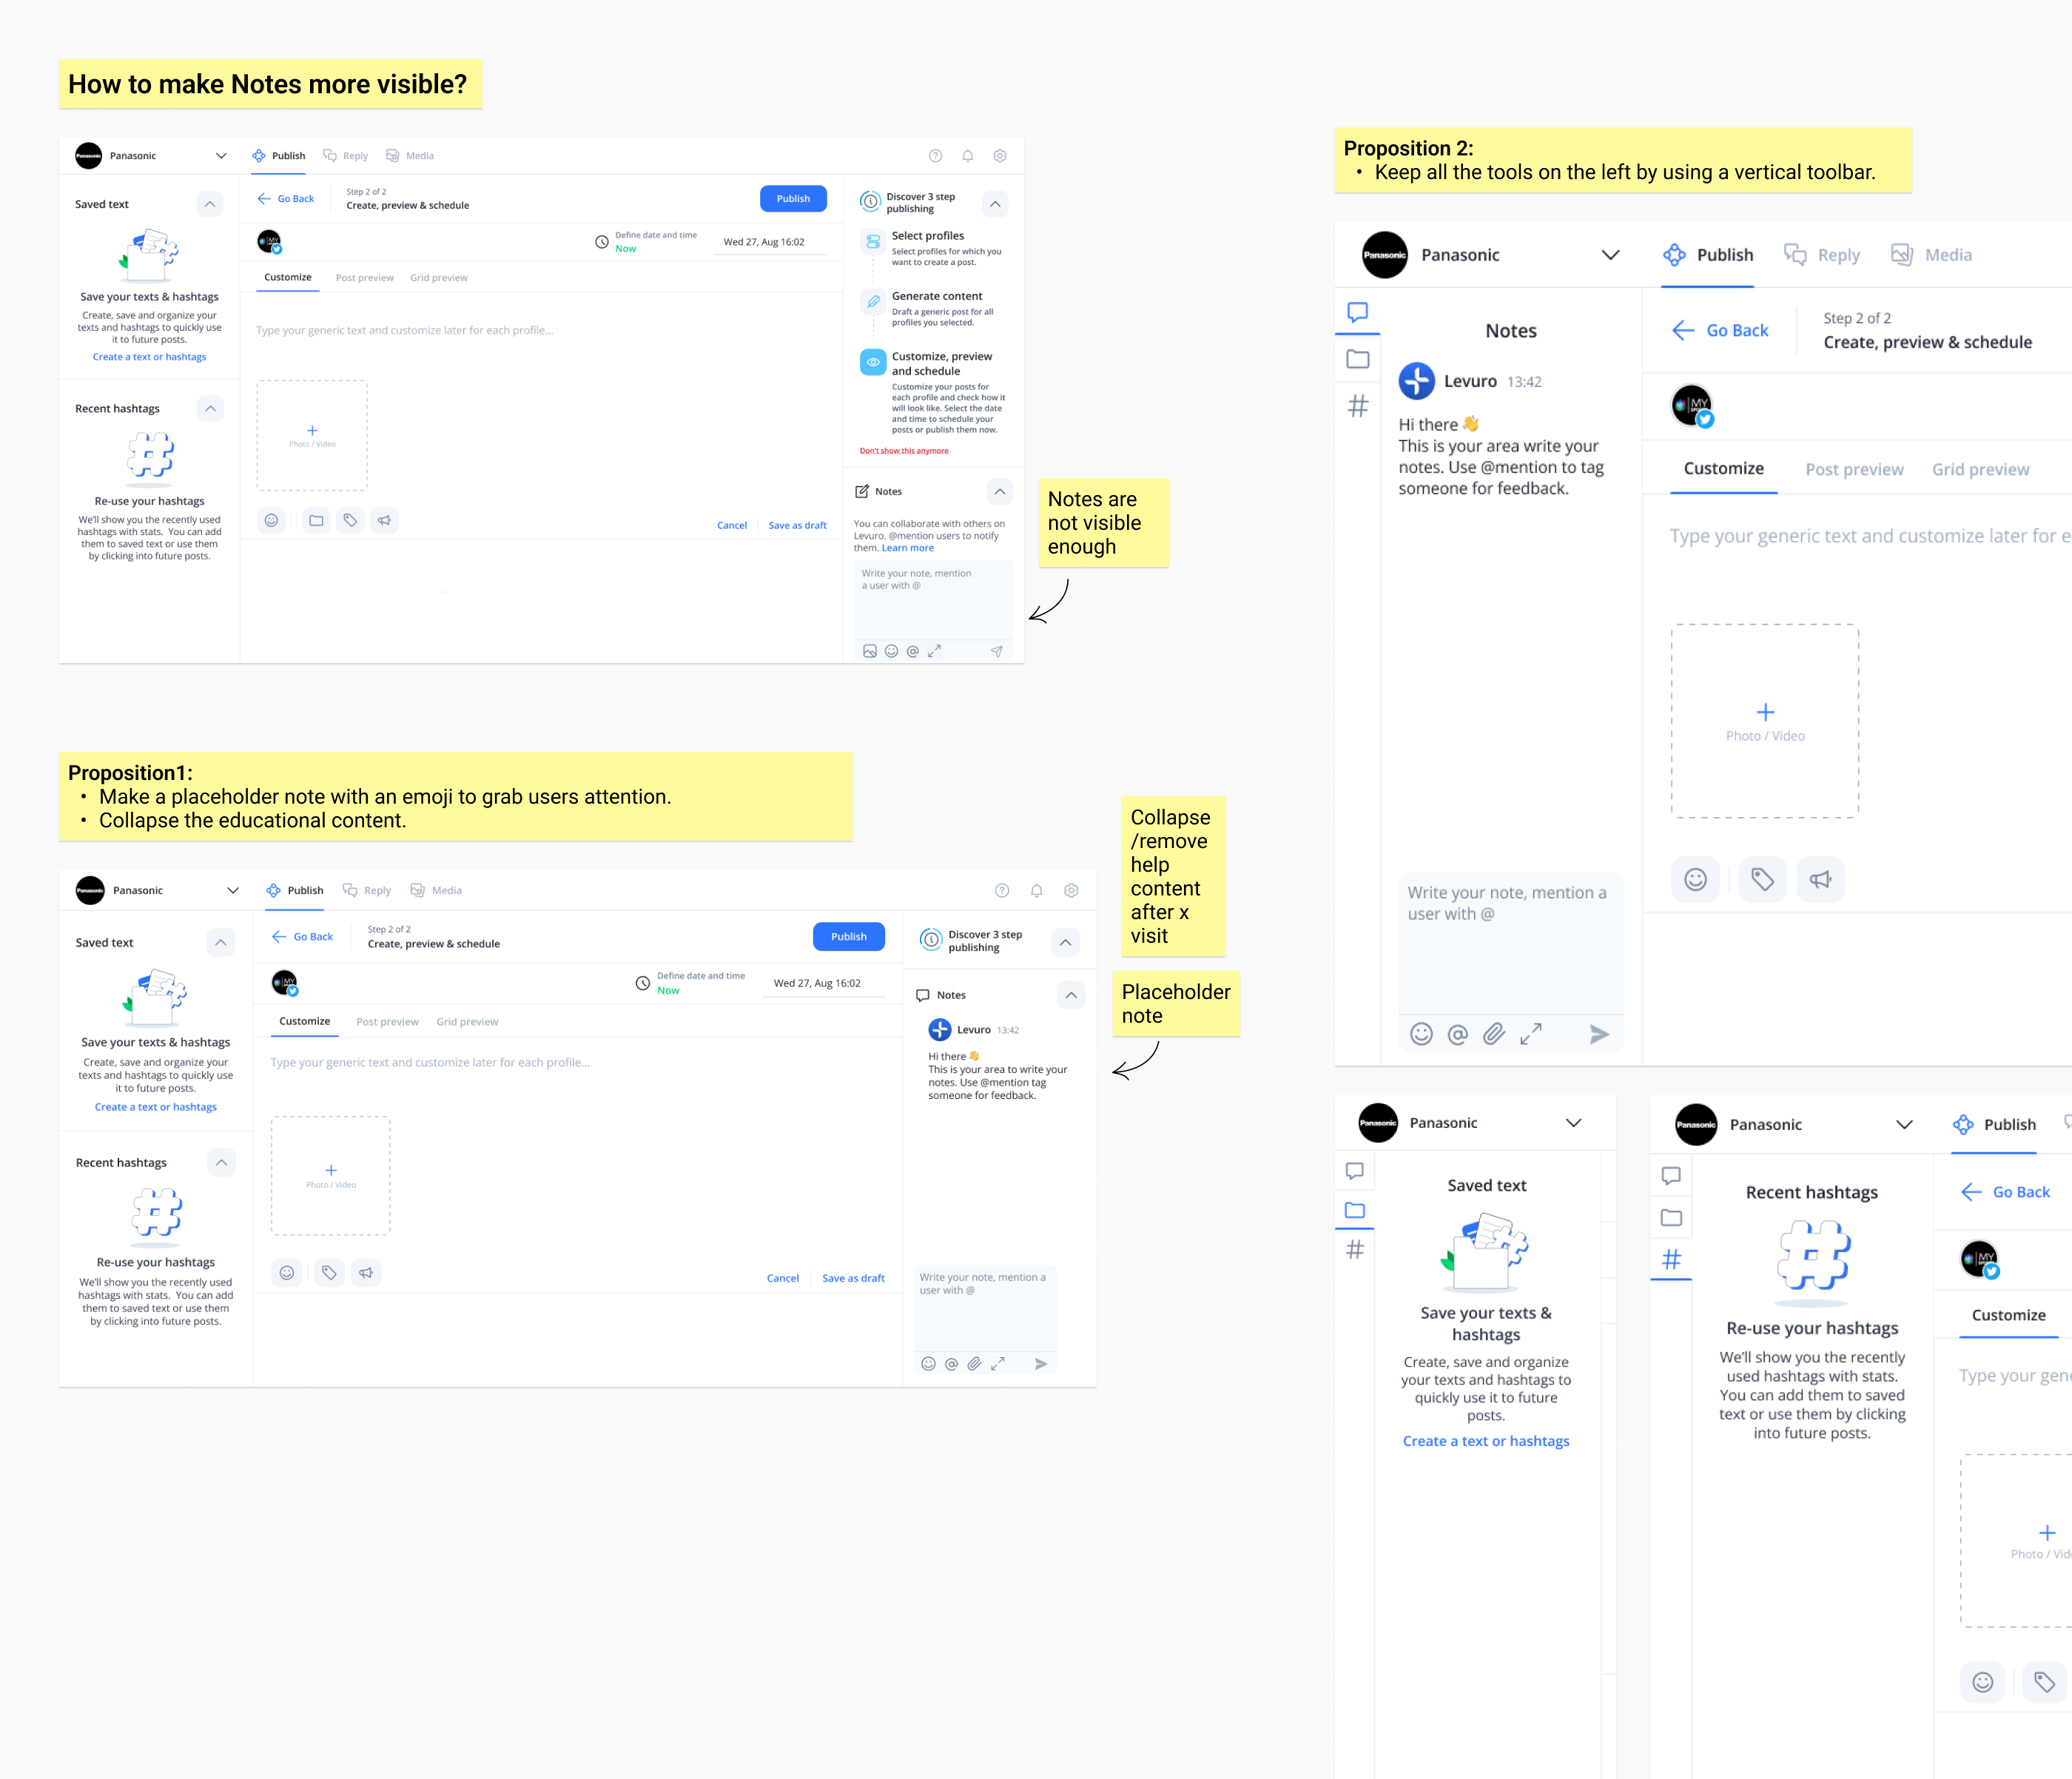 How to make Notes more visible?
Panasonic
Panasonic
Publish
Reply
Media
Saved text
Save your texts & hashtags
Create, save and organize your
texts and hashtags to quickly use
it to future posts.
Create a text or hashtags
Recent hashtags
Re-use your hashtags
We'll show you the recently used
hashtags with stats. You can add
them to saved text or use them
by clicking into future posts.
Go Back
Step 2 of 2
Create, preview & schedule
Publish
MY
Define date and time
Now
Wed 27, Aug 16:02
Customize
Post preview
Grid preview
Type your generic text and customize later for each profile...
+
Photo / Video
Cancel
Save as draft
Discover 3 step
publishing
Select profiles
Select profiles for which you
want to create a post.
Generate content
Draft a generic post for all
profiles you selected.
Customize, preview
and schedule
Customize your posts for
each profile and check how it
will look like. Select the date
and time to schedule your
posts or publish them now.
Don't show this anymore
Notes
You can collaborate with others on
Levuro. @mention users to notify
them. Learn more
Write your note, mention
a user with @
Notes are
not visible
enough
Proposition1:
• Make a placeholder note with an emoji to grab users attention.
• Collapse the educational content.
Panasonic
Panasonic
Publish
Reply
Media
Saved text
Save your texts & hashtags
Create, save and organize your
texts and hashtags to quickly use
it to future posts.
Create a text or hashtags
Recent hashtags
Re-use your hashtags
We'll show you the recently used
hashtags with stats. You can add
them to saved text or use them
by clicking into future posts.
Go Back
Step 2 of 2
Create, preview & schedule
Publish
MY
Define date and time
Now
Wed 27, Aug 16:02
Customize
Post preview
Grid preview
Type your generic text and customize later for each profile...
+
Photo / Video
Cancel
Save as draft
Discover 3 step
publishing
Notes
Levuro 13:42
Hi there 👋
This is your area to write your
notes. Use @mention tag
someone for feedback.
Write your note, mention a
user with @
Collapse
/remove
help
content
after x
visit
Placeholder
note
Proposition 2:
• Keep all the tools on the left by using a vertical toolbar.
Panasonic
Panasonic
Publish
Reply
Media
Notes
Levuro 13:42
Hi there 👋
This is your area write your
notes. Use @mention to tag
someone for feedback.
Write your note, mention a
user with @
Go Back
Step 2 of 2
Create, preview & schedule
MY
Customize
Post preview
Grid preview
Type your generic text and customize later for e
+
Photo / Video
Panasonic
Panasonic
Saved text
Save your texts &
hashtags
Create, save and organize
your texts and hashtags to
quickly use it to future
posts.
Create a text or hashtags
Panasonic
Panasonic
Publish
Recent hashtags
Re-use your hashtags
We'll show you the recently
used hashtags with stats.
You can add them to saved
text or use them by clicking
into future posts.
Go Back
MY
Customize
Type your gen
+
Photo / Vid